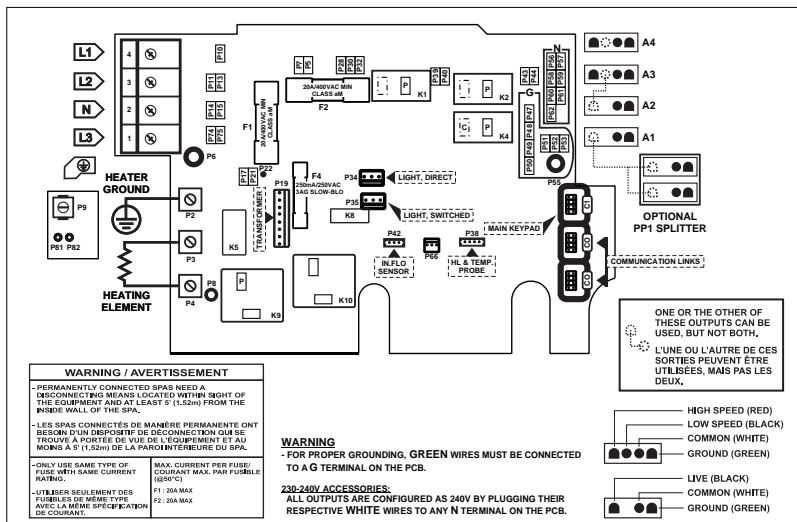 L1
L2
N
L3
4
3
2
1
P10
P11
P13
P14
P15
P74
P75
P6
P7
P5
P28
P30
P32
20A/400VAC MIN
CLASS aM
F2
F1
20A/400VAC MIN
CLASS aM
P
K1
P39
P40
P
K2
C
P
K4
P43
P44
G
P47
P48
P49
P50
N
P56
P57
P58
P59
P60
P61
P62
P51
P52
P53
P55
A4
A3
A2
A1
OPTIONAL
PP1 SPLITTER
P17
P21
P22
P19
TRANSFORMER
F4
250mA/250VAC
3AG SLOW-BLO
P34
LIGHT, DIRECT
P35
LIGHT, SWITCHED
K8
K5
P42
IN.FLO
SENSOR
P66
P38
HL & TEMP.
PROBE
MAIN KEYPAD
C1
CO
CO
COMMUNICATION LINKS
HEATER
GROUND
P9
P81
P82
P2
P3
P4
P8
HEATING
ELEMENT
P
K9
K10
ONE OR THE OTHER OF
THESE OUTPUTS CAN BE
USED, BUT NOT BOTH.
L'UNE OU L'AUTRE DE CES
SORTIES PEUVENT ÊTRE
UTILISÉES, MAIS PAS LES
DEUX.
WARNING / AVERTISSEMENT
- PERMANENTLY CONNECTED SPAS NEED A
DISCONNECTING MEANS LOCATED WITHIN SIGHT OF
THE EQUIPMENT AND AT LEAST 5' (1.52m) FROM THE
INSIDE WALL OF THE SPA.
- LES SPAS CONNECTÉS DE MANIÈRE PERMANENTE ONT
BESOIN D'UN DISPOSITIF DE DÉCONNECTION QUI SE
TROUVE À PORTÉE DE VUE DE L'ÉQUIPEMENT ET AU
MOINS À 5' (1,52m) DE LA PAROI INTÉRIEURE DU SPA.
- ONLY USE SAME TYPE OF
FUSE WITH SAME CURRENT
RATING.
- UTILISER SEULEMENT DES
FUSIBLES DE MÊME TYPE
AVEC LA MÊME SPÉCIFICATION
DE COURANT.
MAX. CURRENT PER FUSE/
COURANT MAX. PAR FUSIBLE
(@50°C)
F1 : 20A MAX
F2 : 20A MAX
WARNING
- FOR PROPER GROUNDING, GREEN WIRES MUST BE CONNECTED
TO A G TERMINAL ON THE PCB.
230-240V ACCESSORIES:
ALL OUTPUTS ARE CONFIGURED AS 240V BY PLUGGING THEIR
RESPECTIVE WHITE WIRES TO ANY N TERMINAL ON THE PCB.
HIGH SPEED (RED)
LOW SPEED (BLACK)
COMMON (WHITE)
GROUND (GREEN)
LIVE (BLACK)
COMMON (WHITE)
GROUND (GREEN)